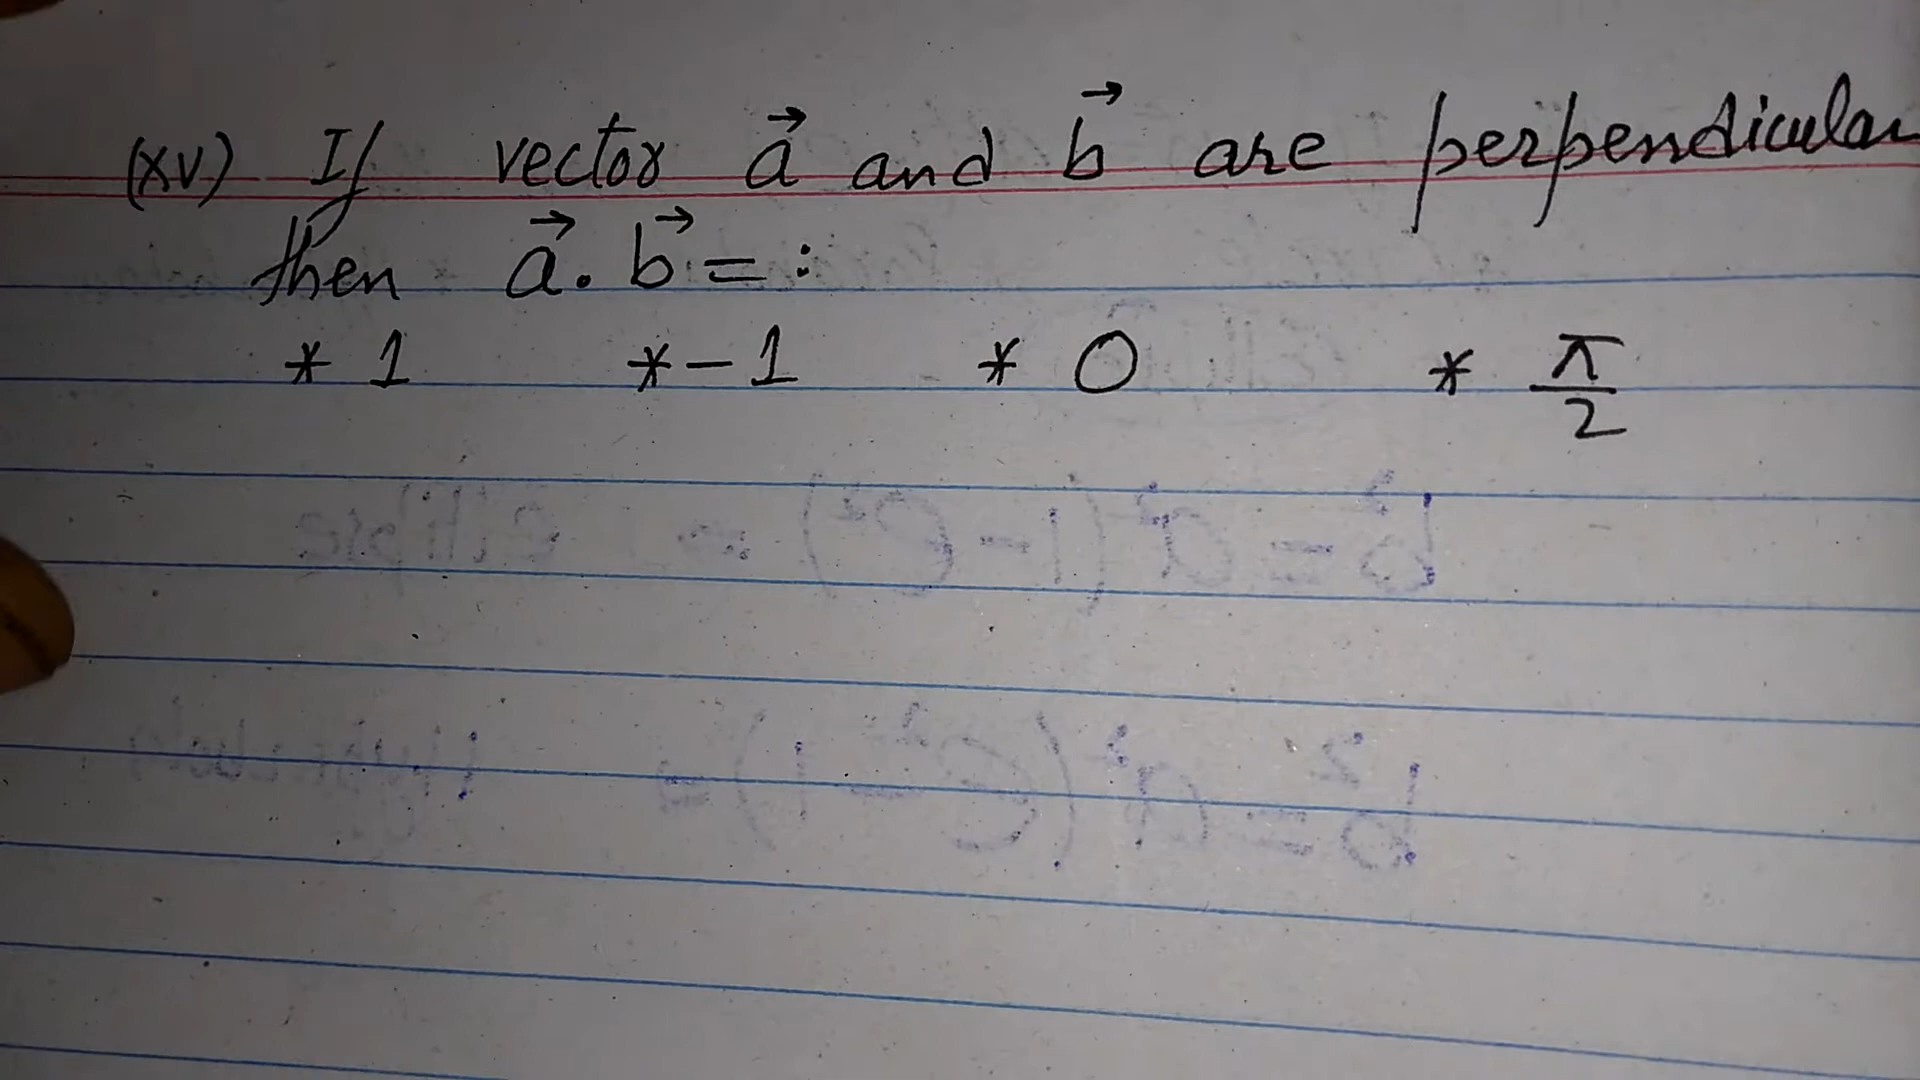 (xv) If vector a⃗ and b⃗ are perpendicular
then a⃗ . b⃗ = :
* 1 * -1 * 0 * π/2